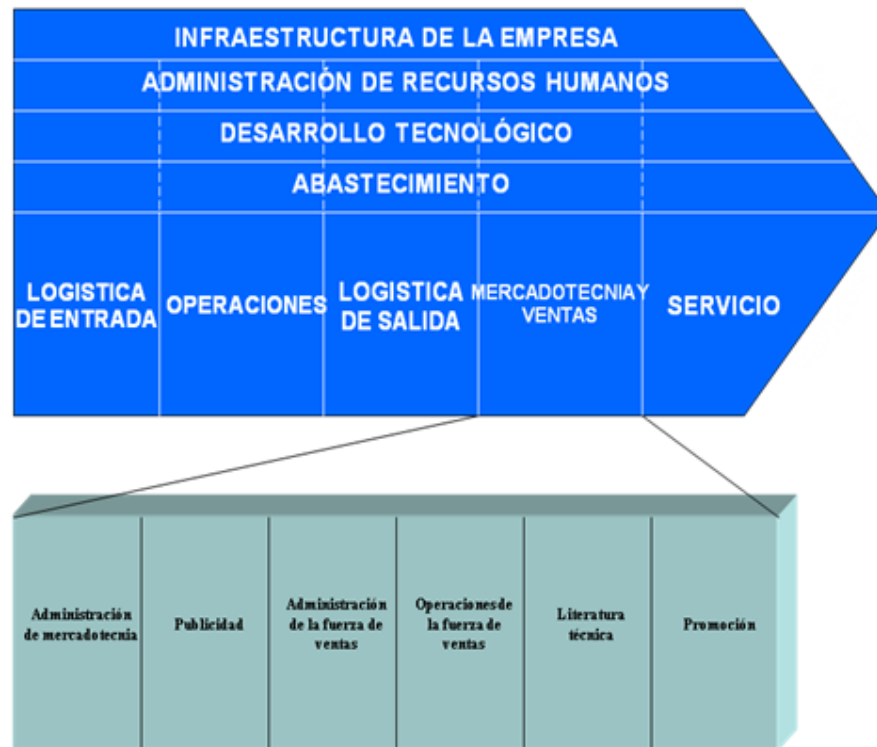 INFRAESTRUCTURA DE LA EMPRESA
ADMINISTRACIÓN DE RECURSOS HUMANOS
DESARROLLO TECNOLÓGICO
ABASTECIMIENTO
LOGISTICA
DE ENTRADA
OPERACIONES
LOGISTICA
DE SALIDA
MERCADOTECNIA Y
VENTAS
SERVICIO
Administración
de mercadotecnia
Publicidad
Administración
de la fuerza de
ventas
Operaciones de
la fuerza de
ventas
Literatura
técnica
Promoción